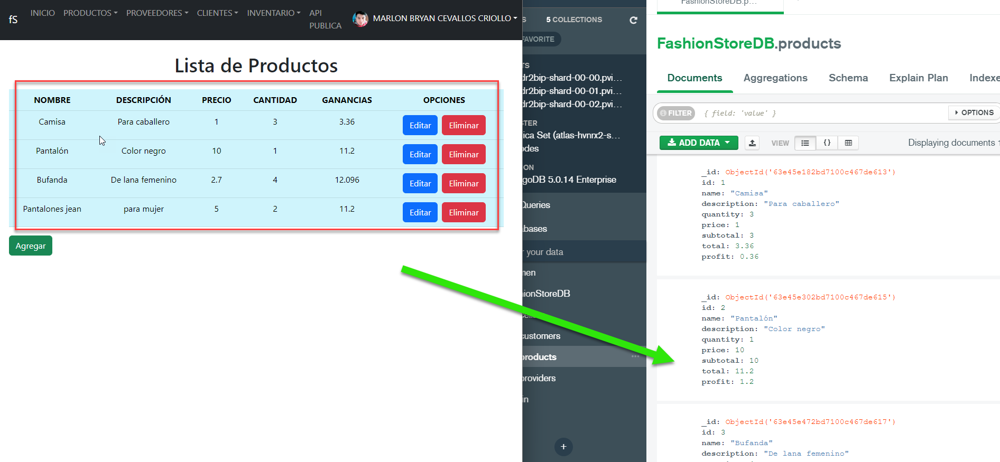 fS
INICIO
PRODUCTOS
PROVEEDORES
CLIENTES
INVENTARIO
API PUBLICA
MARLON BRYAN CEVALLOS CRIOLLO
Lista de Productos
NOMBRE DESCRIPCIÓN PRECIO CANTIDAD GANANCIAS OPCIONES
Camisa Para caballero 1 3 3.36 Editar Eliminar
Pantalón Color negro 10 1 11.2 Editar Eliminar
Bufanda De lana femenino 2.7 4 12.096 Editar Eliminar
Pantalones jean para mujer 5 2 11.2 Editar Eliminar
Agregar
S 5 COLLECTIONS
FAVORITE
TS
dr2bip-shard-00-00.pvi...
dr2bip-shard-00-01.pvi...
dr2bip-shard-00-02.pvi...
TER
ica Set (atlas-hvnrx2-s...
odes
ON
goDB 5.0.14 Enterprise
Queries
bases
r your data
men
hionStoreDB
customers
products ...
providers
in
+
FashionStoreDB.p...
FashionStoreDB.products
Documents Aggregations Schema Explain Plan Indexe
FILTER { field: 'value' } OPTIONS
ADD DATA VIEW {} Displaying documents 1
_id: ObjectId('63e45e182bd7100c467de613')
id: 1
name: "Camisa"
description: "Para caballero"
quantity: 3
price: 1
subtotal: 3
total: 3.36
profit: 0.36
_id: ObjectId('63e45e302bd7100c467de615')
id: 2
name: "Pantalón"
description: "Color negro"
quantity: 1
price: 10
subtotal: 10
total: 11.2
profit: 1.2
_id: ObjectId('63e45e472bd7100c467de617')
id: 3
name: "Bufanda"
description: "De lana femenino"